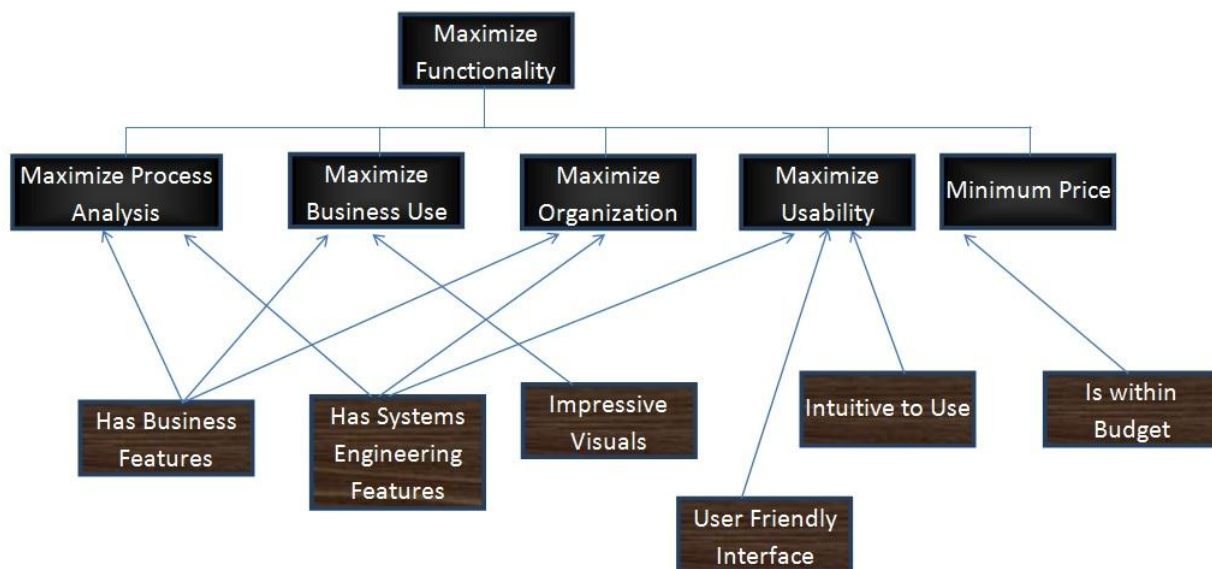 Maximize
Functionality
Maximize Process
Analysis
Maximize
Business Use
Maximize
Organization
Maximize
Usability
Minimum Price
Has Business
Features
Has Systems
Engineering
Features
Impressive
Visuals
Intuitive to Use
Is within
Budget
User Friendly
Interface